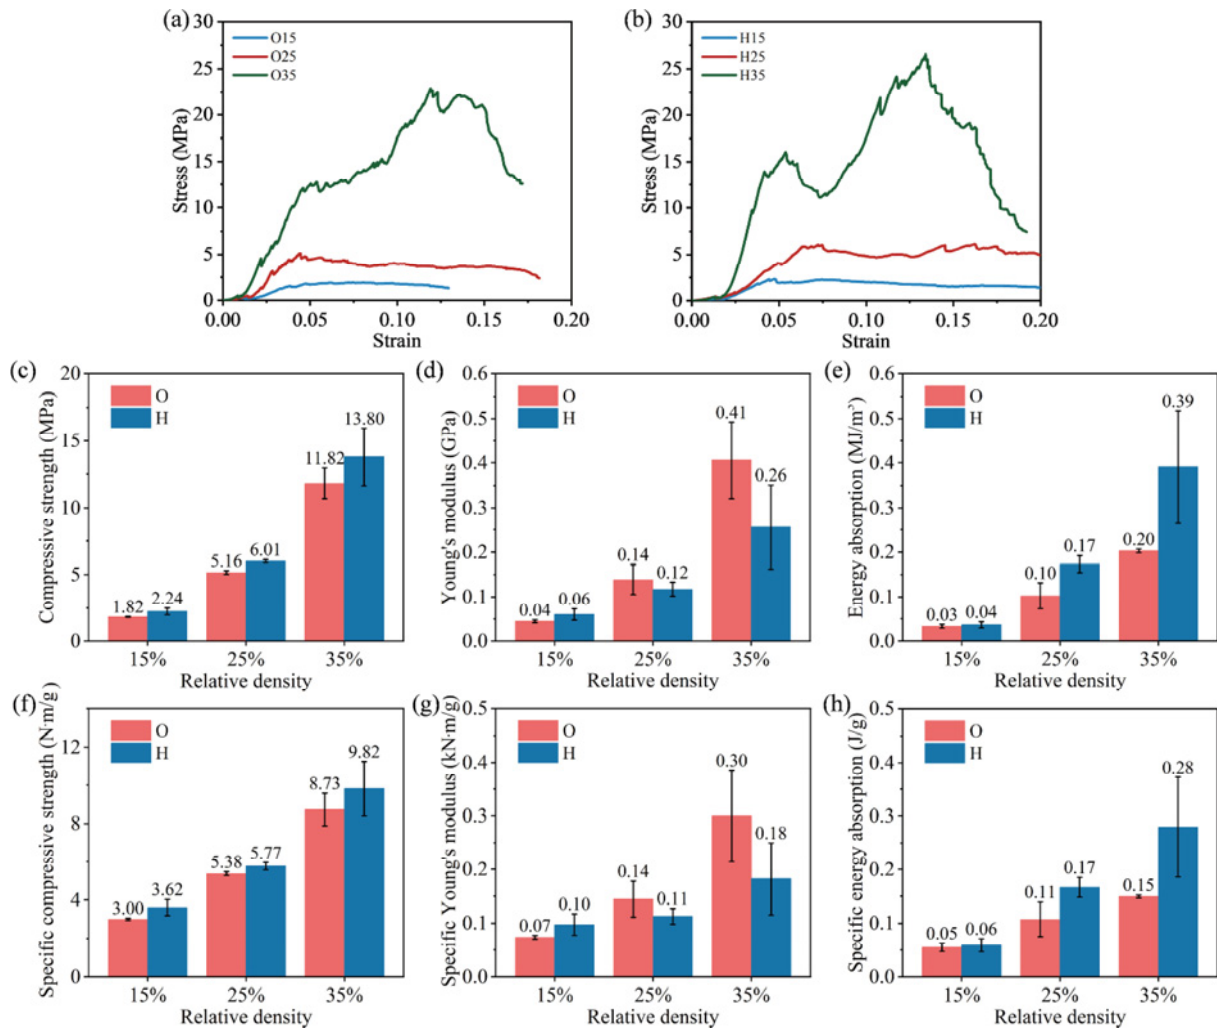 (a)
30
25
20
15
10
5
0
Stress (MPa)
O15
O25
O35
0.00
0.05
0.10
0.15
0.20
Strain
(b)
30
25
20
15
10
5
0
Stress (MPa)
H15
H25
H35
0.00
0.05
0.10
0.15
0.20
Strain
(c)
20
15
10
5
0
Compressive strength (MPa)
O
H
1.82
2.24
5.16
6.01
11.82
13.80
15%
25%
35%
Relative density
(d)
0.6
0.5
0.4
0.3
0.2
0.1
0.0
Young's modulus (GPa)
O
H
0.04
0.06
0.14
0.12
0.41
0.26
15%
25%
35%
Relative density
(e)
0.6
0.5
0.4
0.3
0.2
0.1
0.0
Energy absorption (MJ/m³)
O
H
0.03
0.04
0.10
0.17
0.20
0.39
15%
25%
35%
Relative density
(f)
12
8
4
0
Specific compressive strength (N·m/g)
O
H
3.00
3.62
5.38
5.77
8.73
9.82
15%
25%
35%
Relative density
(g)
0.5
0.4
0.3
0.2
0.1
0.0
Specific Young's modulus (kN·m/g)
O
H
0.07
0.10
0.14
0.11
0.30
0.18
15%
25%
35%
Relative density
(h)
0.5
0.4
0.3
0.2
0.1
0.0
Specific energy absorption (J/g)
O
H
0.05
0.06
0.11
0.17
0.15
0.28
15%
25%
35%
Relative density